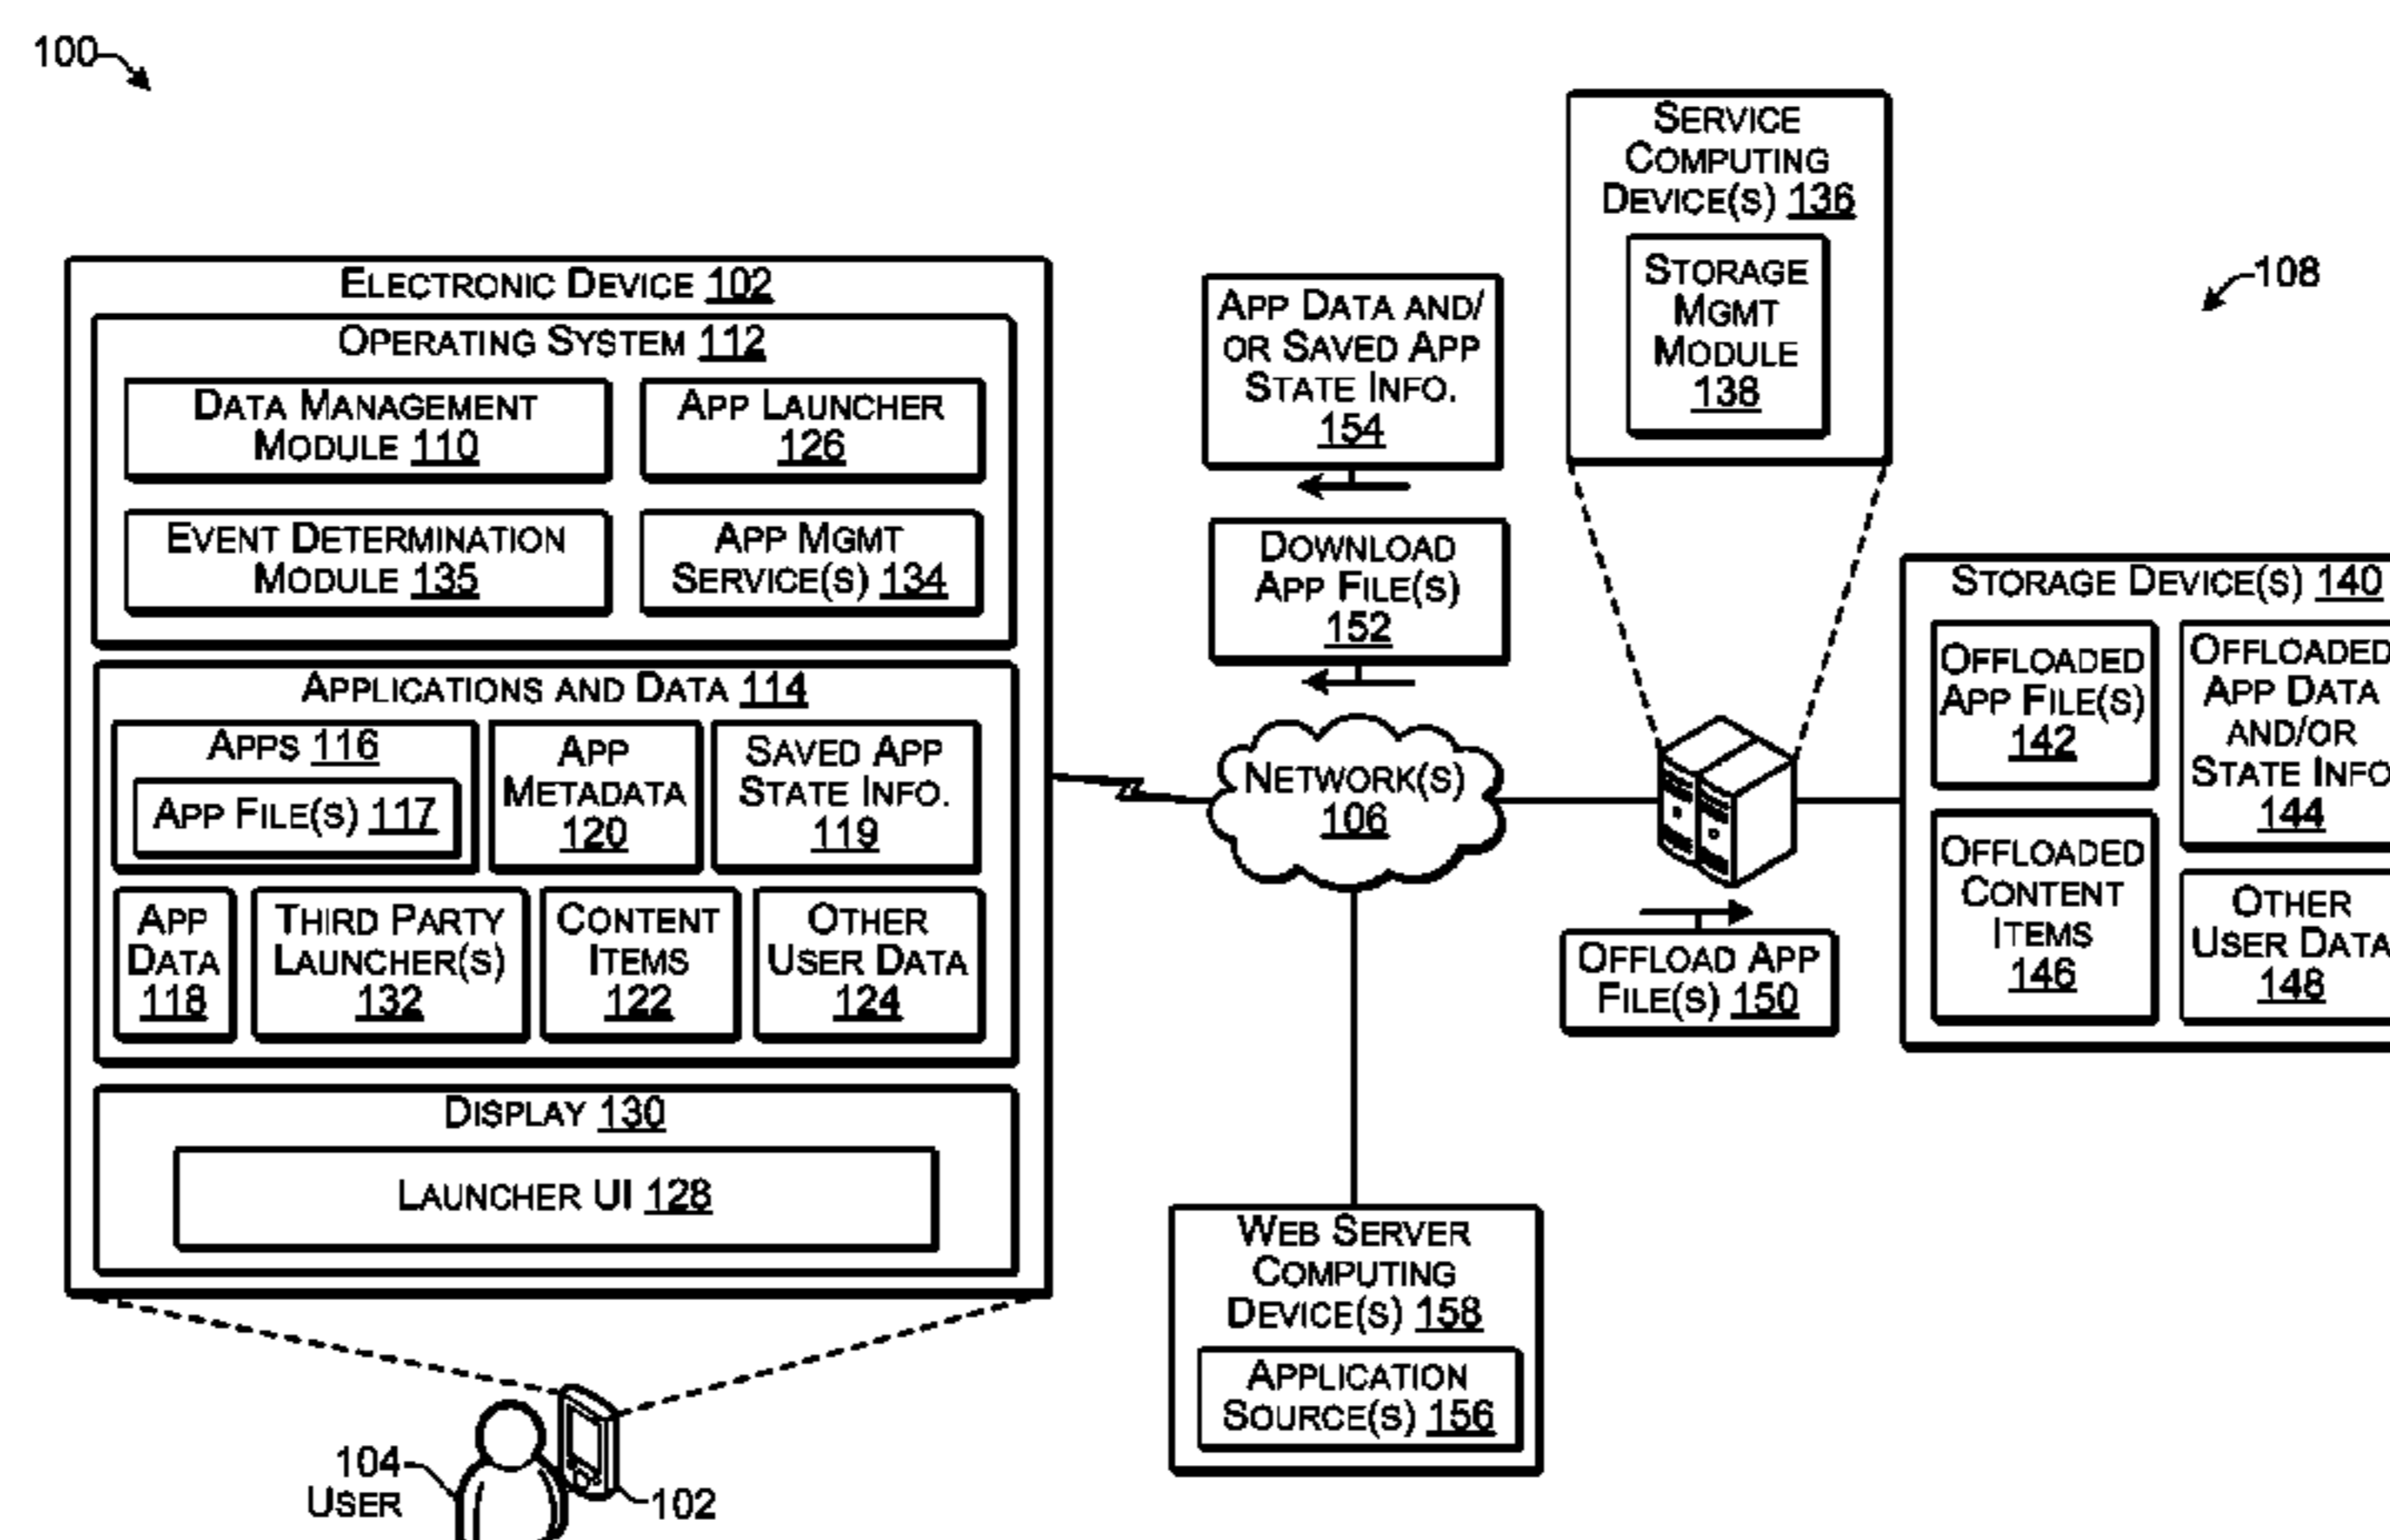 100
ELECTRONIC DEVICE 102
OPERATING SYSTEM 112
DATA MANAGEMENT
MODULE 110
APP LAUNCHER
126
EVENT DETERMINATION
MODULE 135
APP MGMT
SERVICE(S) 134
APPLICATIONS AND DATA 114
APPS 116
APP FILE(S) 117
APP
METADATA
120
SAVED APP
STATE INFO.
119
APP
DATA
118
THIRD PARTY
LAUNCHER(S)
132
CONTENT
ITEMS
122
OTHER
USER DATA
124
DISPLAY 130
LAUNCHER UI 128
104
USER
102
APP DATA AND/
OR SAVED APP
STATE INFO.
154
DOWNLOAD
APP FILE(S)
152
NETWORK(S)
106
WEB SERVER
COMPUTING
DEVICE(S) 158
APPLICATION
SOURCE(S) 156
SERVICE
COMPUTING
DEVICE(S) 136
STORAGE
MGMT
MODULE
138
OFFLOAD APP
FILE(S) 150
108
STORAGE DEVICE(S) 140
OFFLOADED
APP FILE(S)
142
OFFLOADED
APP DATA
AND/OR
STATE INFO
144
OFFLOADED
CONTENT
ITEMS
146
OTHER
USER DATA
148